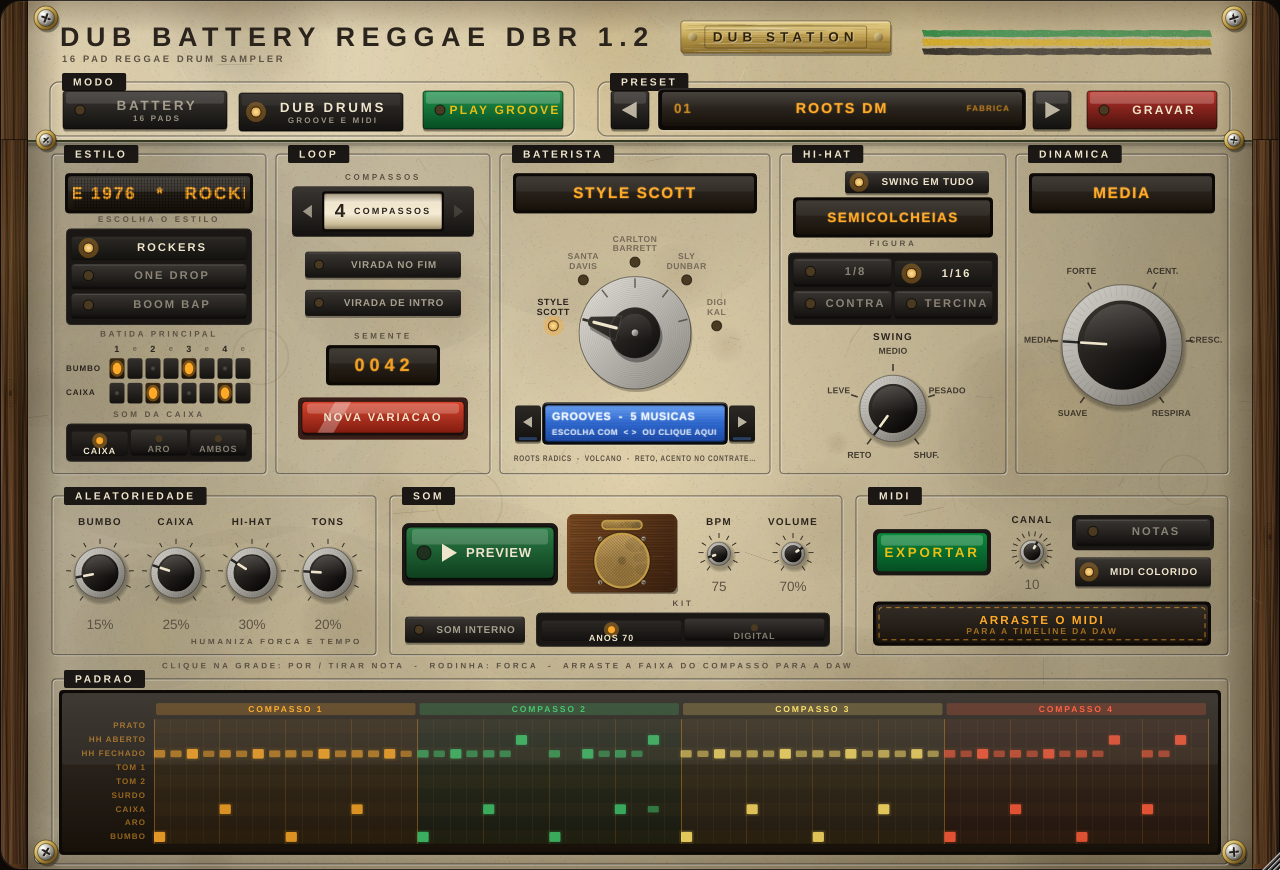 DUB BATTERY REGGAE DBR 1.2
16 PAD REGGAE DRUM SAMPLER
DUB STATION
MODO
BATTERY
16 PADS
DUB DRUMS
GROOVE E MIDI
PLAY GROOVE
PRESET
01 ROOTS DM FABRICA
GRAVAR
ESTILO
E 1976 * ROCKE
ESCOLHA O ESTILO
ROCKERS
ONE DROP
BOOM BAP
BATIDA PRINCIPAL
1 e 2 e 3 e 4 e
BUMBO
CAIXA
SOM DA CAIXA
CAIXA ARO AMBOS
LOOP
COMPASSOS
4 COMPASSOS
VIRADA NO FIM
VIRADA DE INTRO
SEMENTE
0042
NOVA VARIACAO
BATERISTA
STYLE SCOTT
CARLTON
BARRETT
SANTA
DAVIS
SLY
DUNBAR
STYLE
SCOTT
DIGI
KAL
GROOVES - 5 MUSICAS
ESCOLHA COM < > OU CLIQUE AQUI
ROOTS RADICS - VOLCANO - RETO, ACENTO NO CONTRATE...
HI-HAT
SWING EM TUDO
SEMICOLCHEIAS
FIGURA
1/8 1/16
CONTRA TERCINA
SWING
MEDIO
LEVE PESADO
RETO SHUF.
DINAMICA
MEDIA
FORTE ACENT.
MEDIA CRESC.
SUAVE RESPIRA
ALEATORIEDADE
BUMBO CAIXA HI-HAT TONS
15% 25% 30% 20%
HUMANIZA FORCA E TEMPO
SOM
PREVIEW
BPM VOLUME
75 70%
KIT
SOM INTERNO
ANOS 70 DIGITAL
MIDI
EXPORTAR
CANAL
10
NOTAS
MIDI COLORIDO
ARRASTE O MIDI
PARA A TIMELINE DA DAW
CLIQUE NA GRADE: POR / TIRAR NOTA - RODINHA: FORCA - ARRASTE A FAIXA DO COMPASSO PARA A DAW
PADRAO
COMPASSO 1 COMPASSO 2 COMPASSO 3 COMPASSO 4
PRATO
HH ABERTO
HH FECHADO
TOM 1
TOM 2
SURDO
CAIXA
ARO
BUMBO